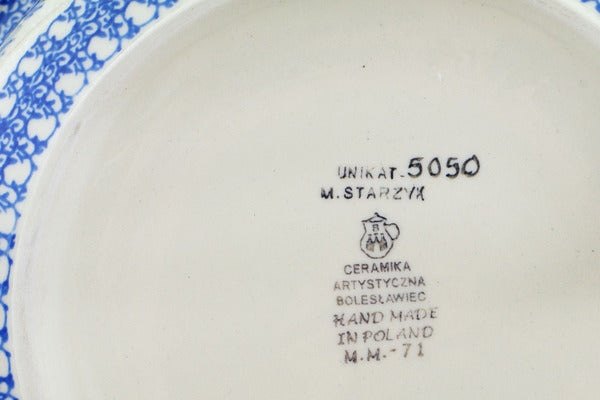 UNIKAT-5050
M. STARZYK
CERAMIKA
ARTYSTYCZNA
BOLESŁAWIEC
HAND MADE
IN POLAND
M.M.-71